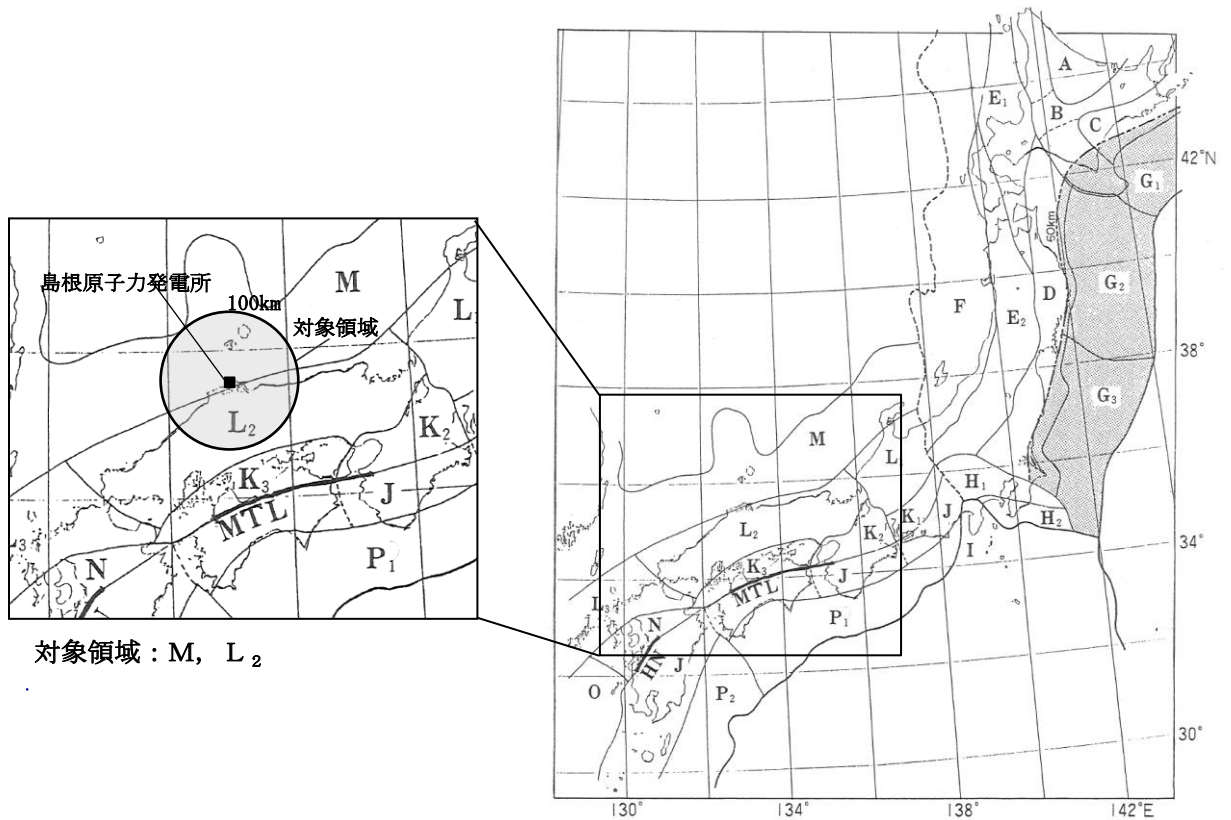 島根原子力発電所
100km
対象領域
M
L
L₂
K₂
K₃
J
MTL
N
P₁
対象領域：M，L₂
A
E₁
B
C
42°N
G₁
60km
G₂
F
E₂
D
38°
G₃
M
L
H₁
L₂
K₂
K₁
J
H₂
I
34°
K₃
J
MTL
L₃
N
P₁
HN
J
O
P₂
30°
130°
134°
138°
142°E